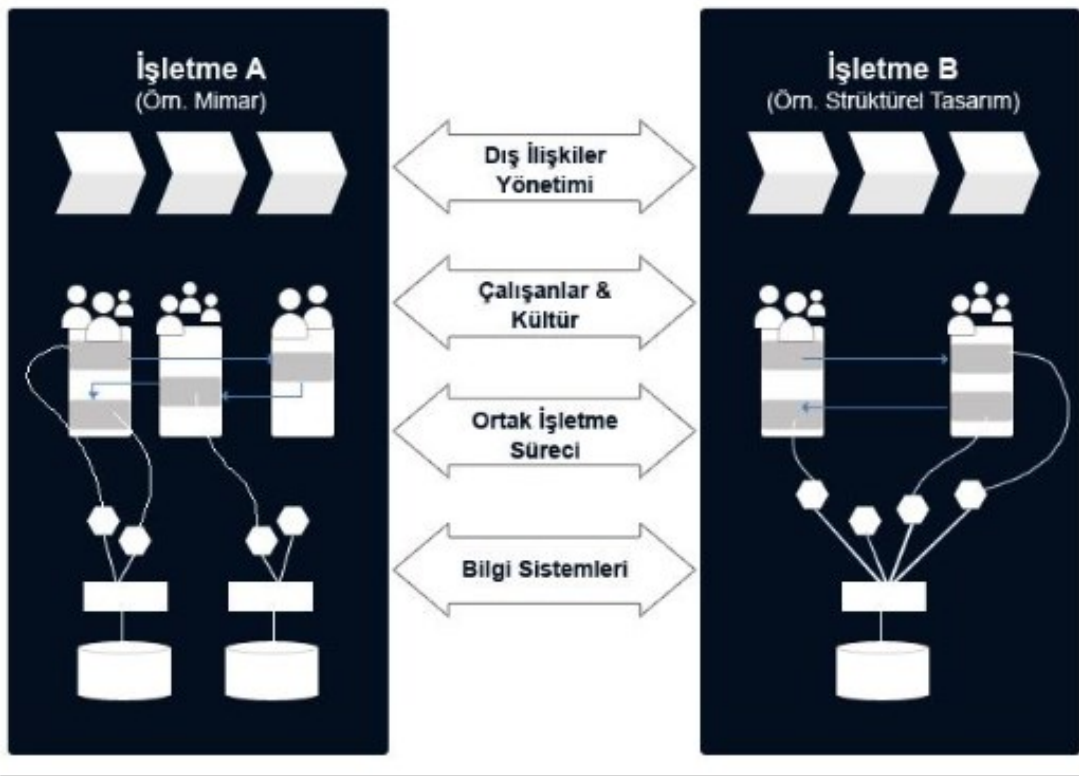 İşletme A
(Örn. Mimar)
İşletme B
(Örn. Strüktürel Tasarım)
Dış İlişkiler
Yönetimi
Çalışanlar &
Kültür
Ortak İşletme
Süreci
Bilgi Sistemleri